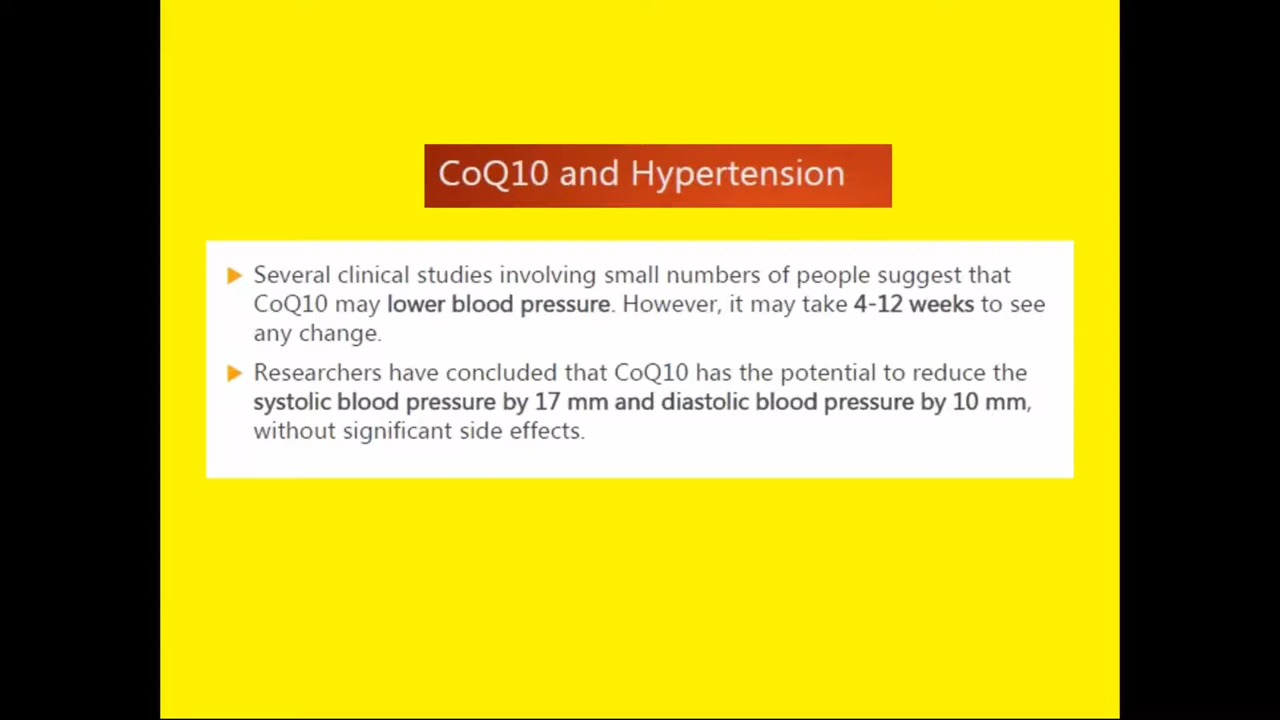 CoQ10 and Hypertension
Several clinical studies involving small numbers of people suggest that
CoQ10 may lower blood pressure. However, it may take 4-12 weeks to see
any change.
Researchers have concluded that CoQ10 has the potential to reduce the
systolic blood pressure by 17 mm and diastolic blood pressure by 10 mm,
without significant side effects.